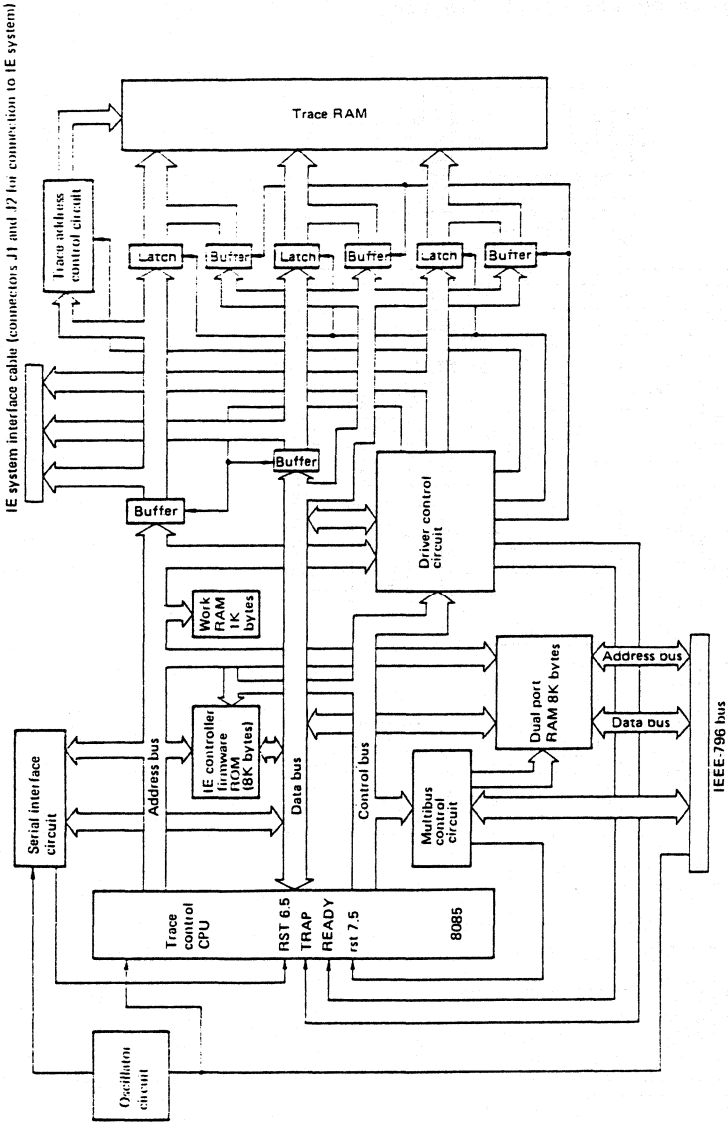 IE system interface cable (connectors J1 and J2 for connection to IE system)
Trace RAM
Trace address
control circuit
Latch
Buffer
Latch
Buffer
Latch
Buffer
Buffer
Buffer
Work
RAM
1K
bytes
Driver control
circuit
Serial interface
circuit
Address bus
IE controller
firmware
ROM
(8K bytes)
Data bus
Control bus
Dual port
RAM 8K bytes
Address bus
Data bus
Multibus
control
circuit
IEEE-796 bus
Trace
control
CPU
RST 6.5
TRAP
READY
rst 7.5
8085
Oscillator
circuit